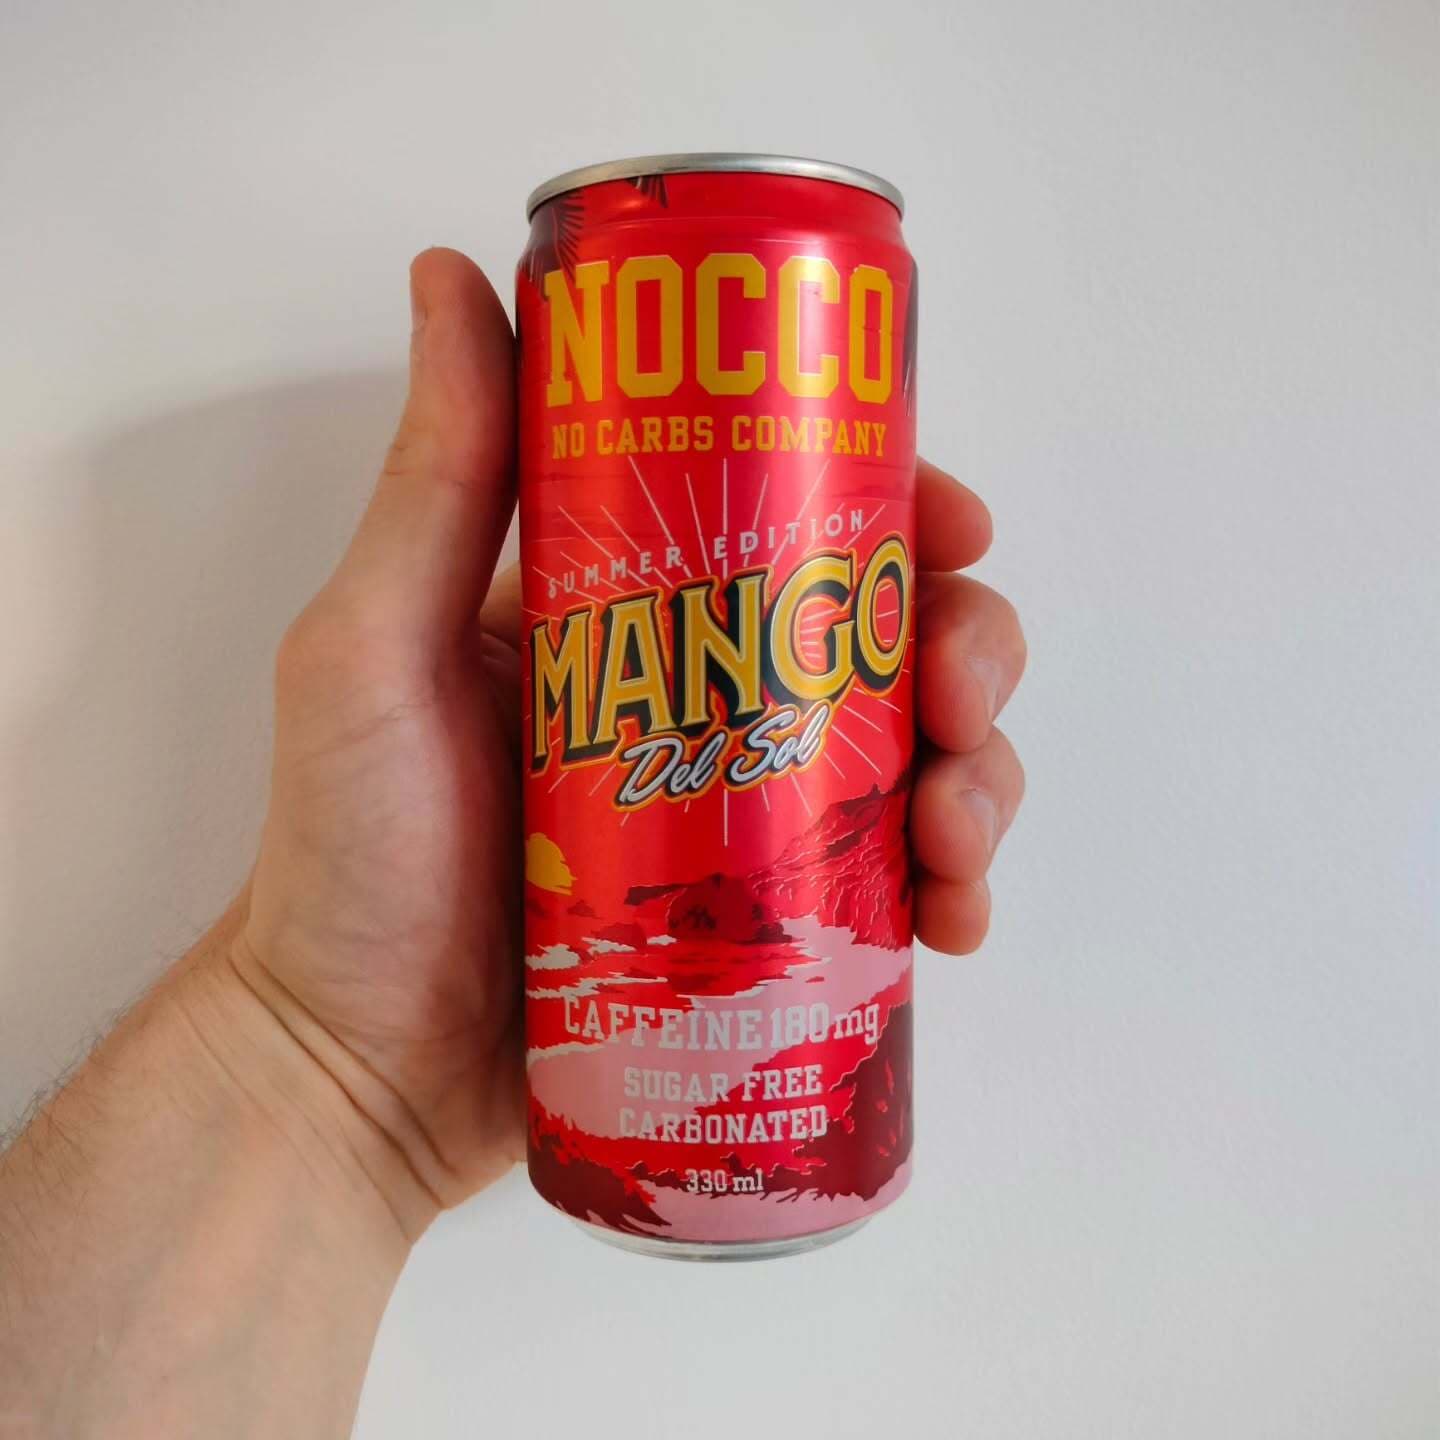 NOCCO
NO CARBS COMPANY
SUMMER EDITION
MANGO
Del Sol
CAFFEINE 180 mg
SUGAR FREE
CARBONATED
330 ml